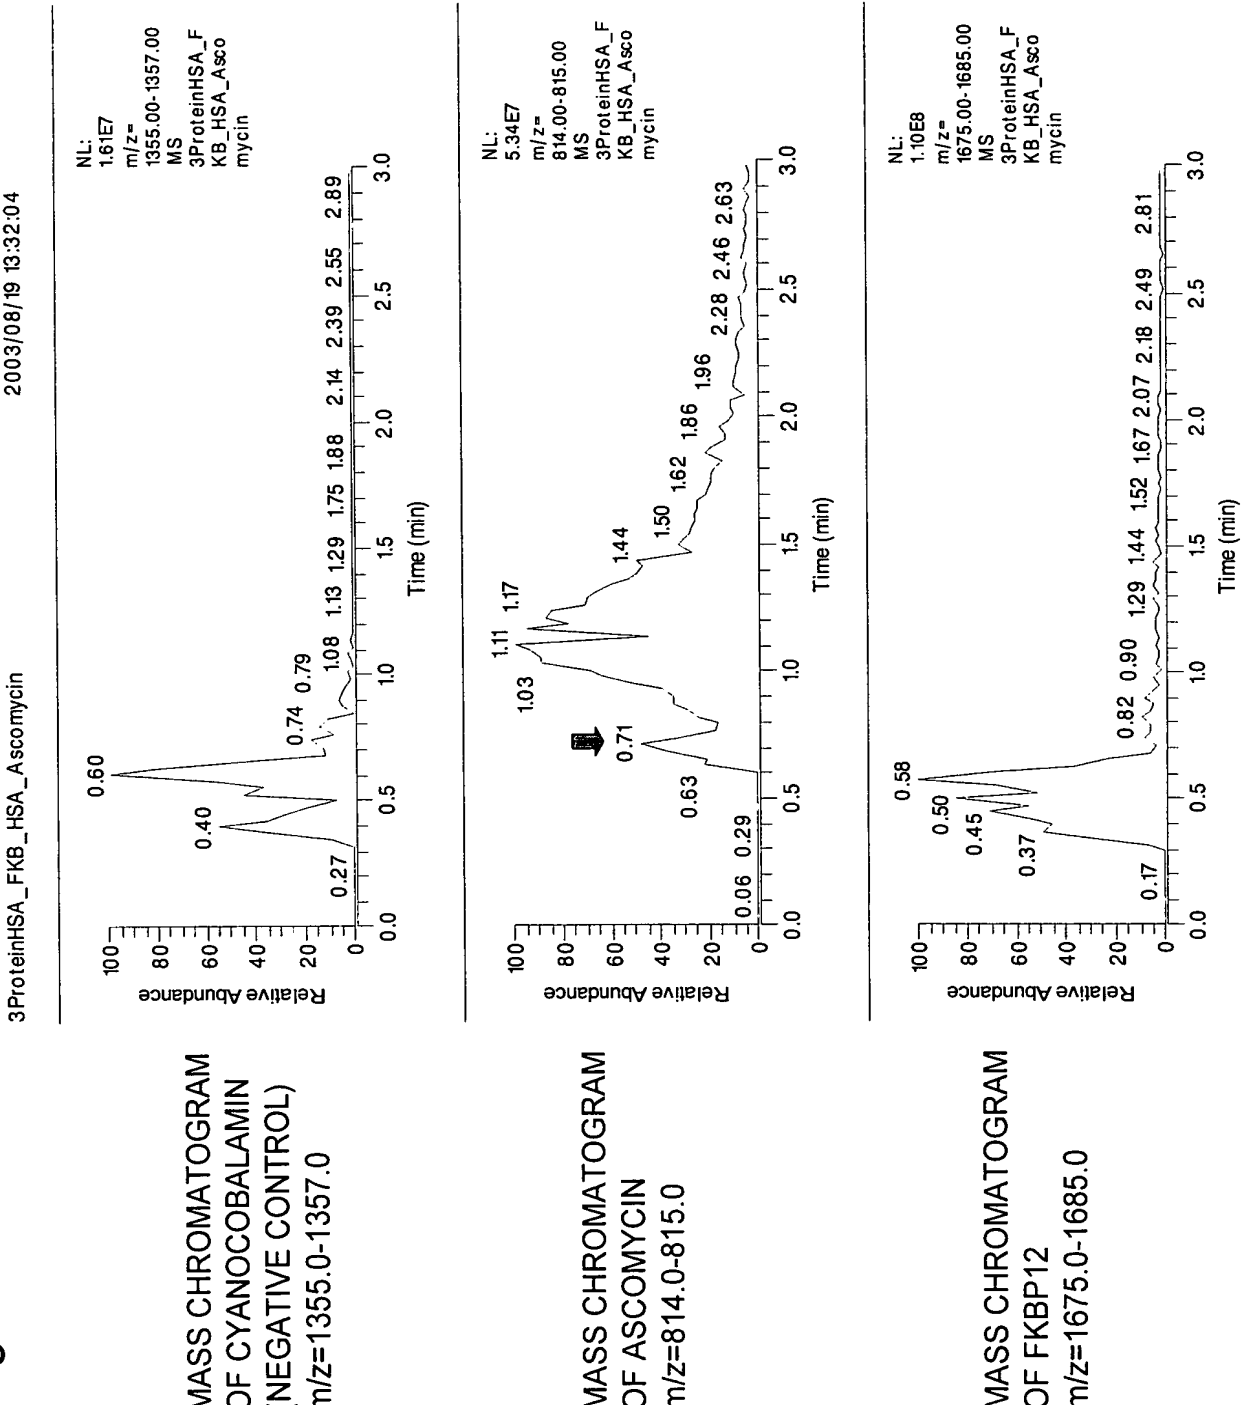 3ProteinHSA_FKB_HSA_Ascomycin 2003/08/19 13:32:04
MASS CHROMATOGRAM
OF CYANOCOBALAMIN
(NEGATIVE CONTROL)
m/z=1355.0-1357.0
Relative Abundance
100
80
60
40
20
0
0.27
0.40
0.60
0.74
0.79
1.08
1.13
1.29
1.75
1.88
2.14
2.39
2.55
2.89
0.0
0.5
1.0
1.5
2.0
2.5
3.0
Time (min)
NL:
1.61E7
m/z=
1355.00-1357.00
MS
3ProteinHSA_F
KB_HSA_Asco
mycin
MASS CHROMATOGRAM
OF ASCOMYCIN
m/z=814.0-815.0
Relative Abundance
100
80
60
40
20
0
0.06
0.29
0.63
0.71
1.03
1.11
1.17
1.44
1.50
1.62
1.86
1.96
2.28
2.46
2.63
0.0
0.5
1.0
1.5
2.0
2.5
3.0
Time (min)
NL:
5.34E7
m/z=
814.00-815.00
MS
3ProteinHSA_F
KB_HSA_Asco
mycin
MASS CHROMATOGRAM
OF FKBP12
m/z=1675.0-1685.0
Relative Abundance
100
80
60
40
20
0
0.17
0.37
0.45
0.50
0.58
0.82
0.90
1.29
1.44
1.52
1.67
2.07
2.18
2.49
2.81
0.0
0.5
1.0
1.5
2.0
2.5
3.0
Time (min)
NL:
1.10E8
m/z=
1675.00-1685.00
MS
3ProteinHSA_F
KB_HSA_Asco
mycin